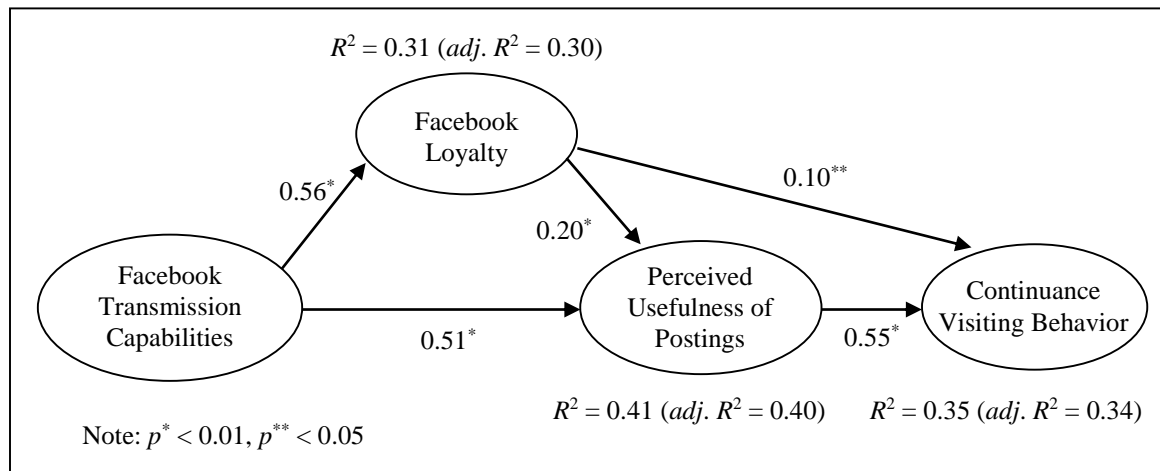 R² = 0.31 (adj. R² = 0.30)
Facebook
Loyalty
0.56*
0.10**
0.20*
Facebook
Transmission
Capabilities
Perceived
Usefulness of
Postings
Continuance
Visiting Behavior
0.51*
0.55*
R² = 0.41 (adj. R² = 0.40)
R² = 0.35 (adj. R² = 0.34)
Note: p* < 0.01, p** < 0.05